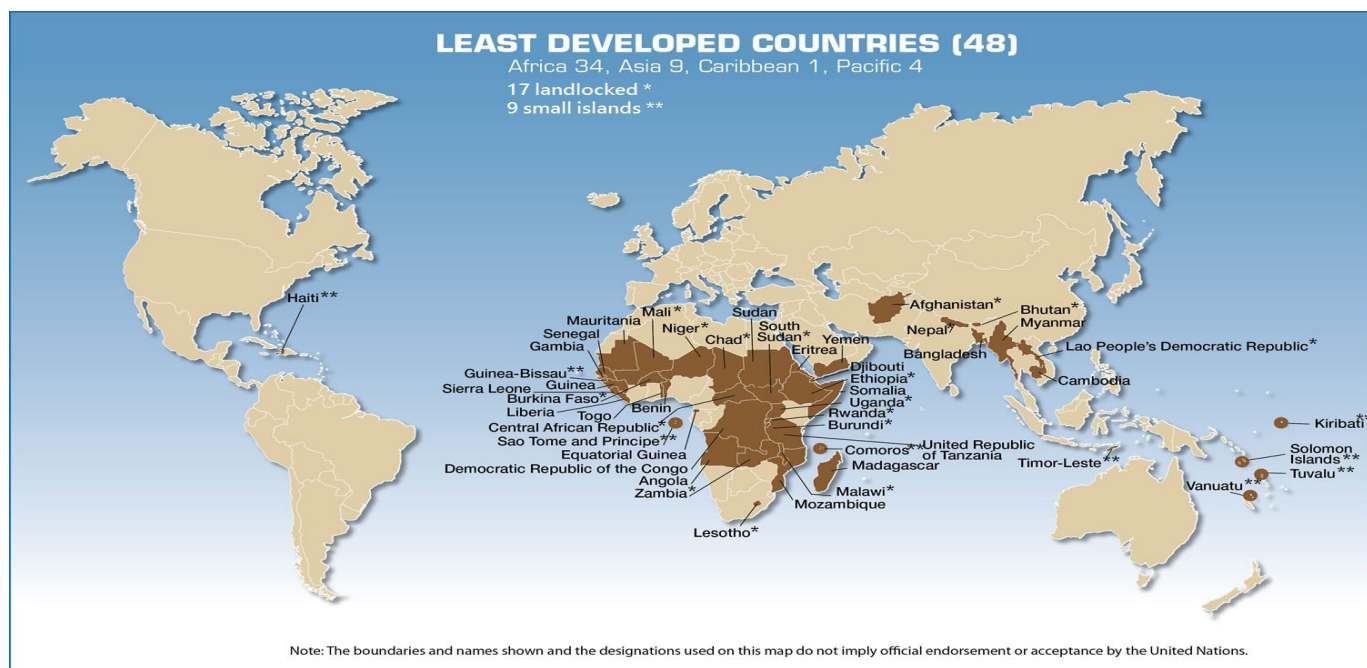 LEAST DEVELOPED COUNTRIES (48)
Africa 34, Asia 9, Caribbean 1, Pacific 4
17 landlocked *
9 small islands **
Haiti**
Mauritania
Mali*
Niger*
Chad*
Sudan
South
Sudan*
Yemen
Eritrea
Senegal
Gambia
Guinea-Bissau**
Guinea
Sierra Leone
Burkina Faso*
Liberia
Togo
Benin
Central African Republic*
Sao Tome and Principe**
Equatorial Guinea
Democratic Republic of the Congo
Angola
Zambia*
Lesotho*
Djibouti
Ethiopia*
Somalia
Uganda*
Rwanda*
Burundi*
United Republic
of Tanzania
Comoros**
Madagascar
Malawi*
Mozambique
Afghanistan*
Nepal*
Bhutan*
Myanmar
Bangladesh
Lao People's Democratic Republic*
Cambodia
Timor-Leste**
Kiribati**
Solomon
Islands**
Tuvalu**
Vanuatu**
Note: The boundaries and names shown and the designations used on this map do not imply official endorsement or acceptance by the United Nations.